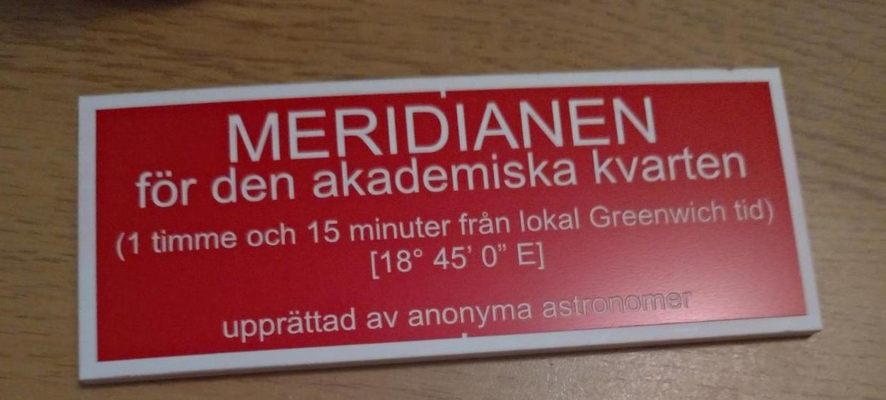 MERIDIANEN
för den akademiska kvarten
(1 timme och 15 minuter från lokal Greenwich tid)
[18° 45’ 0” E]
upprättad av anonyma astronomer